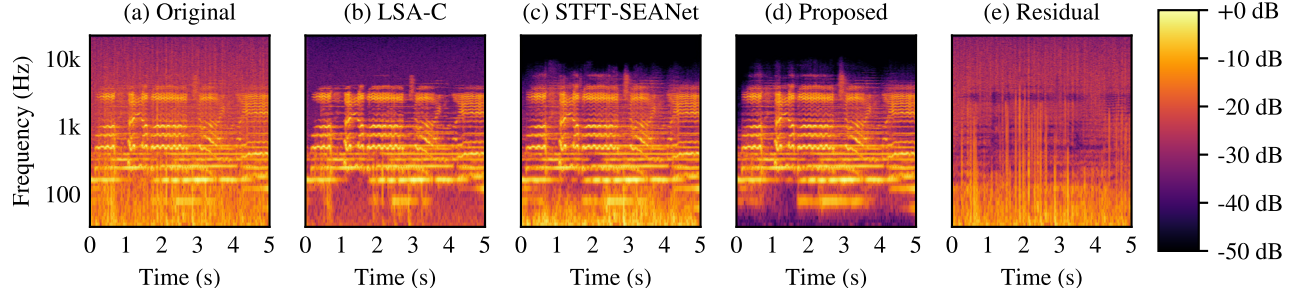 (a) Original (b) LSA-C (c) STFT-SEANet (d) Proposed (e) Residual
+0 dB
10k
-10 dB
-20 dB
1k
-30 dB
100
-40 dB
-50 dB
Frequency (Hz)
0 1 2 3 4 5 0 1 2 3 4 5 0 1 2 3 4 5 0 1 2 3 4 5 0 1 2 3 4 5
Time (s) Time (s) Time (s) Time (s) Time (s)